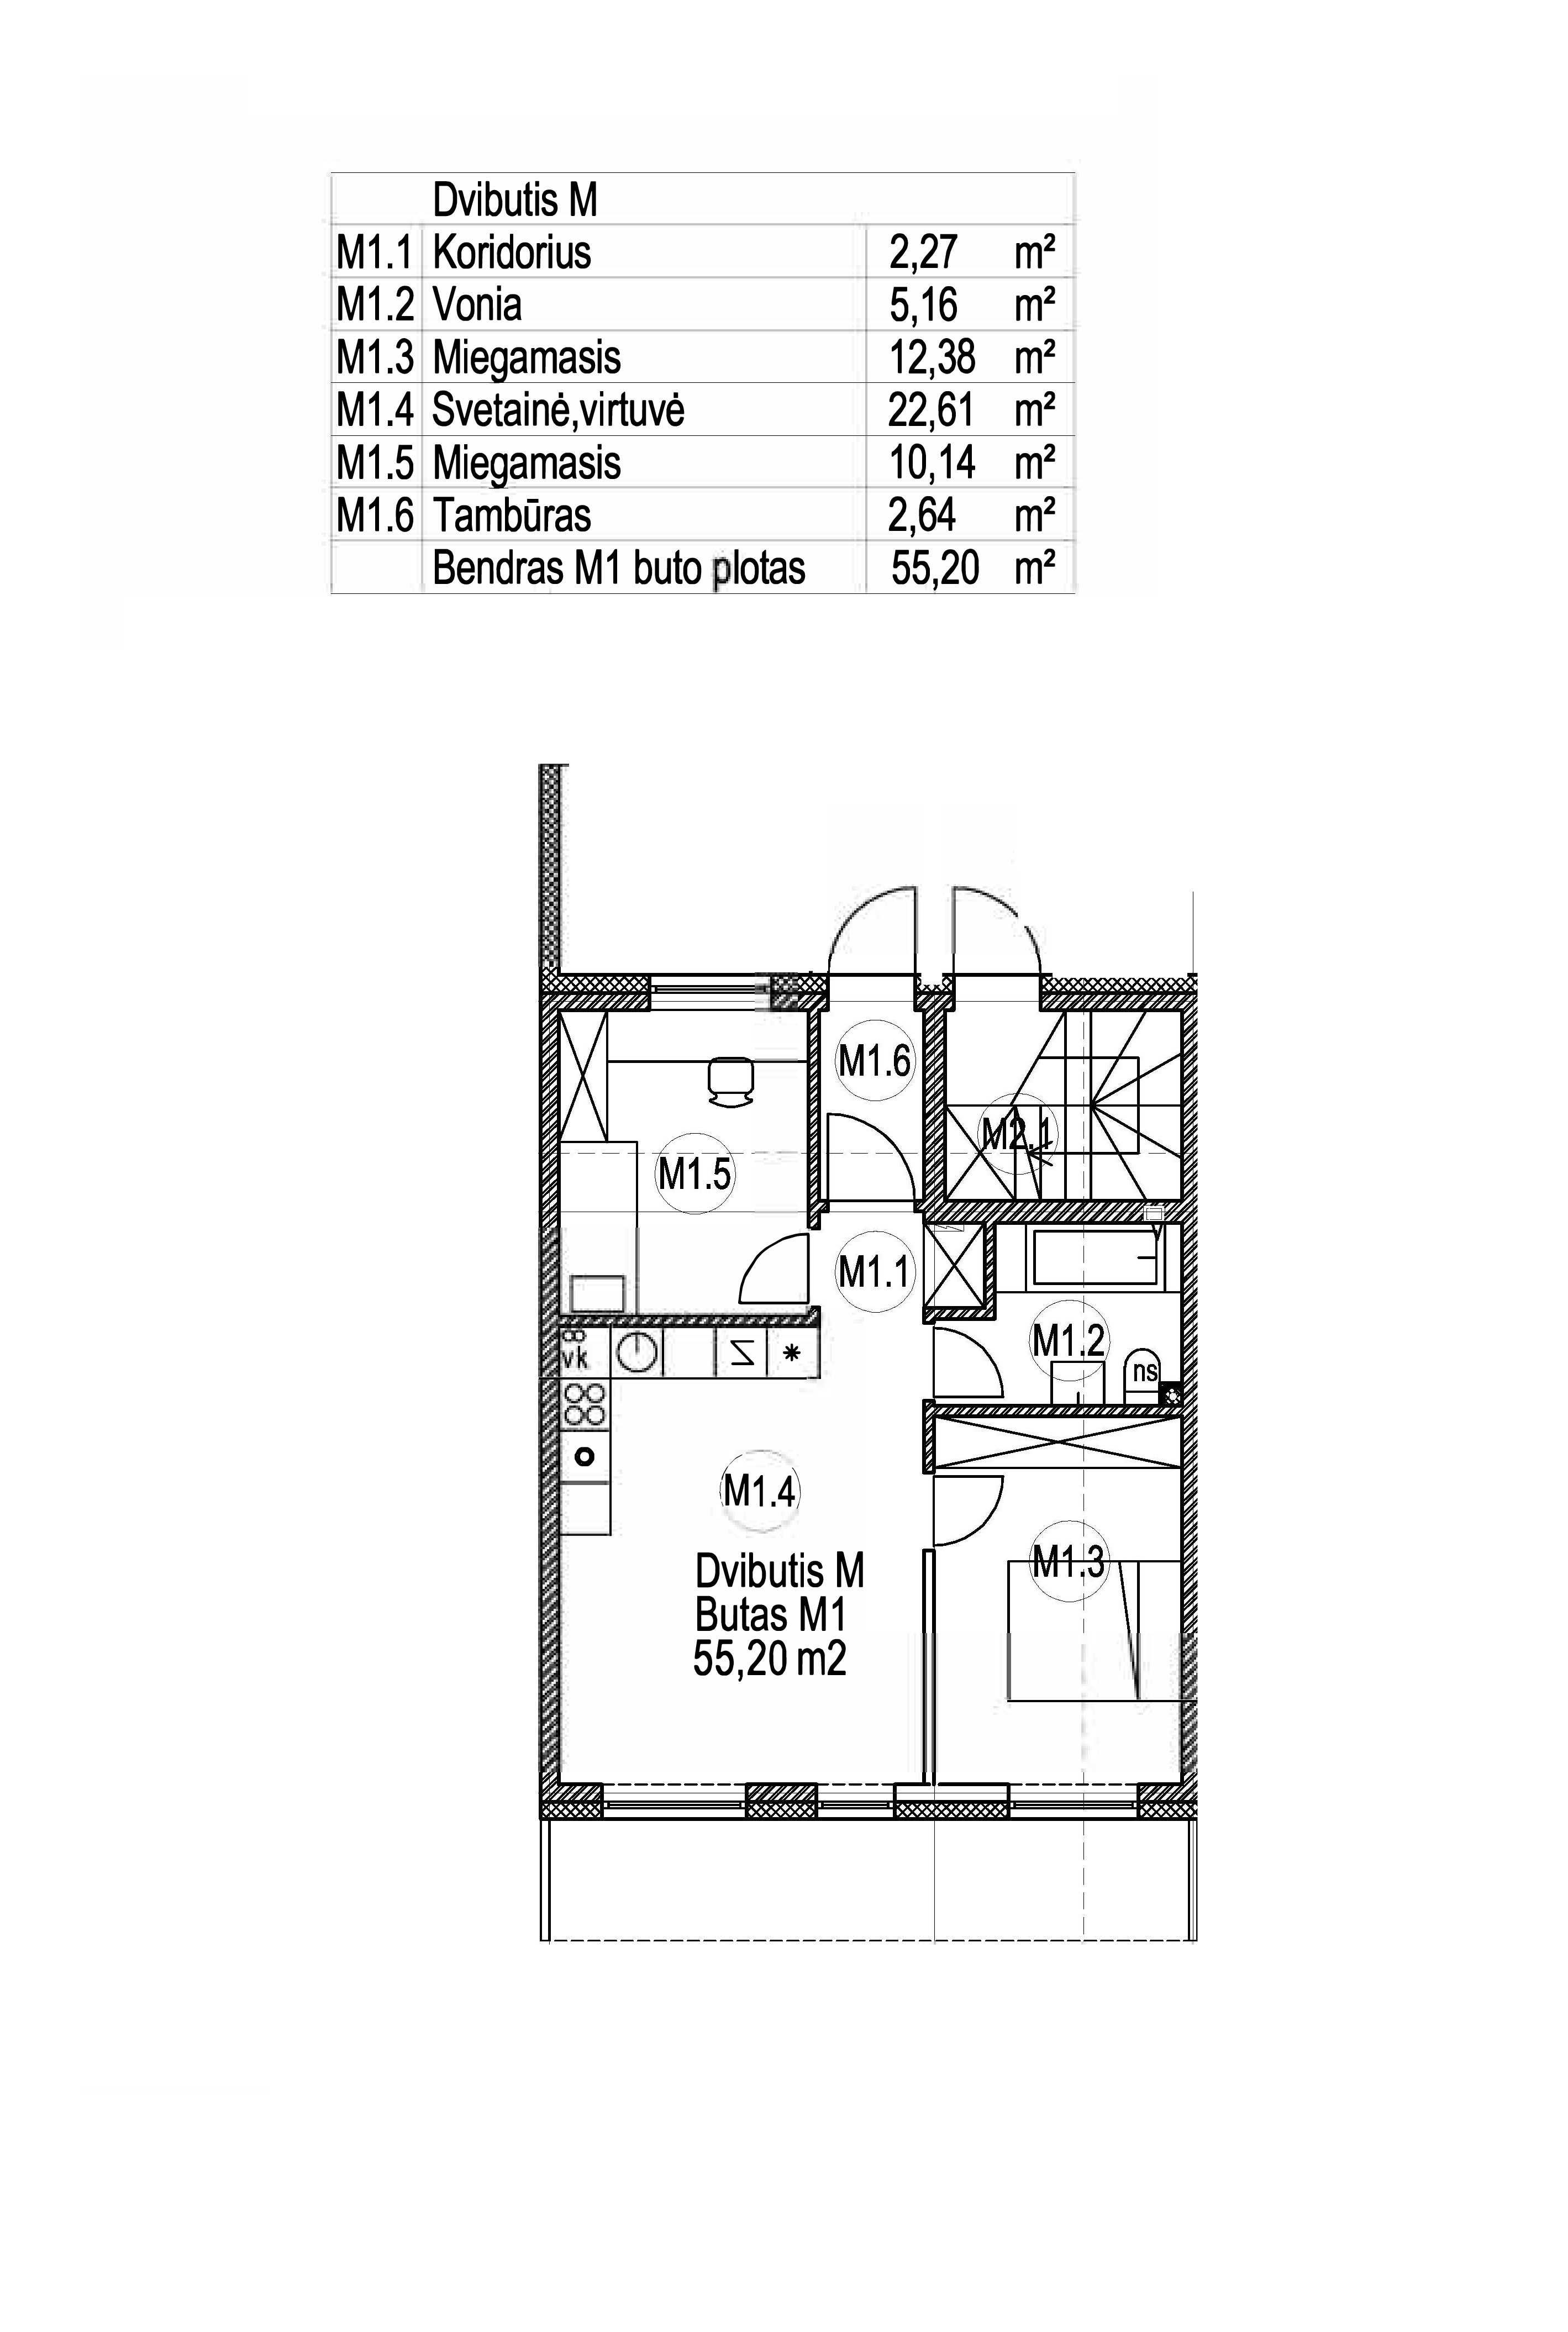 Dvibutis M
M1.1 Koridorius 2,27 m²
M1.2 Vonia 5,16 m²
M1.3 Miegamasis 12,38 m²
M1.4 Svetainė,virtuvė 22,61 m²
M1.5 Miegamasis 10,14 m²
M1.6 Tambūras 2,64 m²
Bendras M1 buto plotas 55,20 m²
M1.6
M2.1
M1.5
M1.1
M1.2
vk
ns
M1.4
M1.3
Dvibutis M
Butas M1
55,20 m2